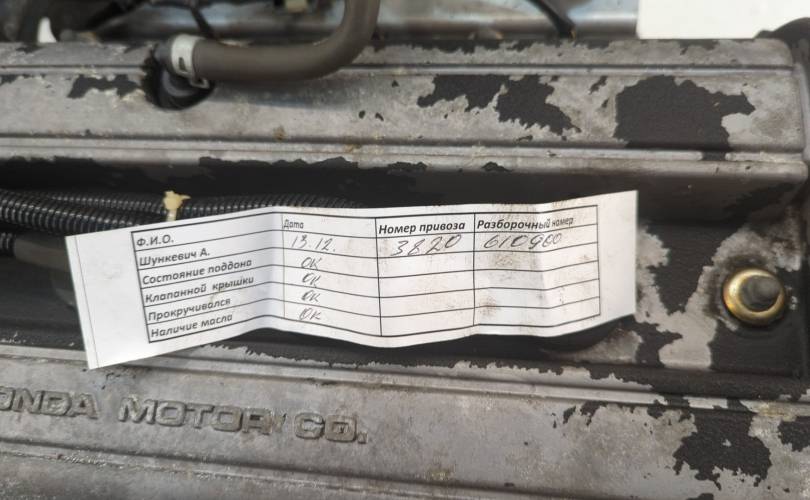 Ф.И.О. Дата Номер привоза Разборочный номер
Шункевич А. 13.12. 3820 610900
Состояние поддона ОК
Клапанной крышки ОК
Прокручивался ОК
Наличие масла ОК
ONDA MOTOR CO.